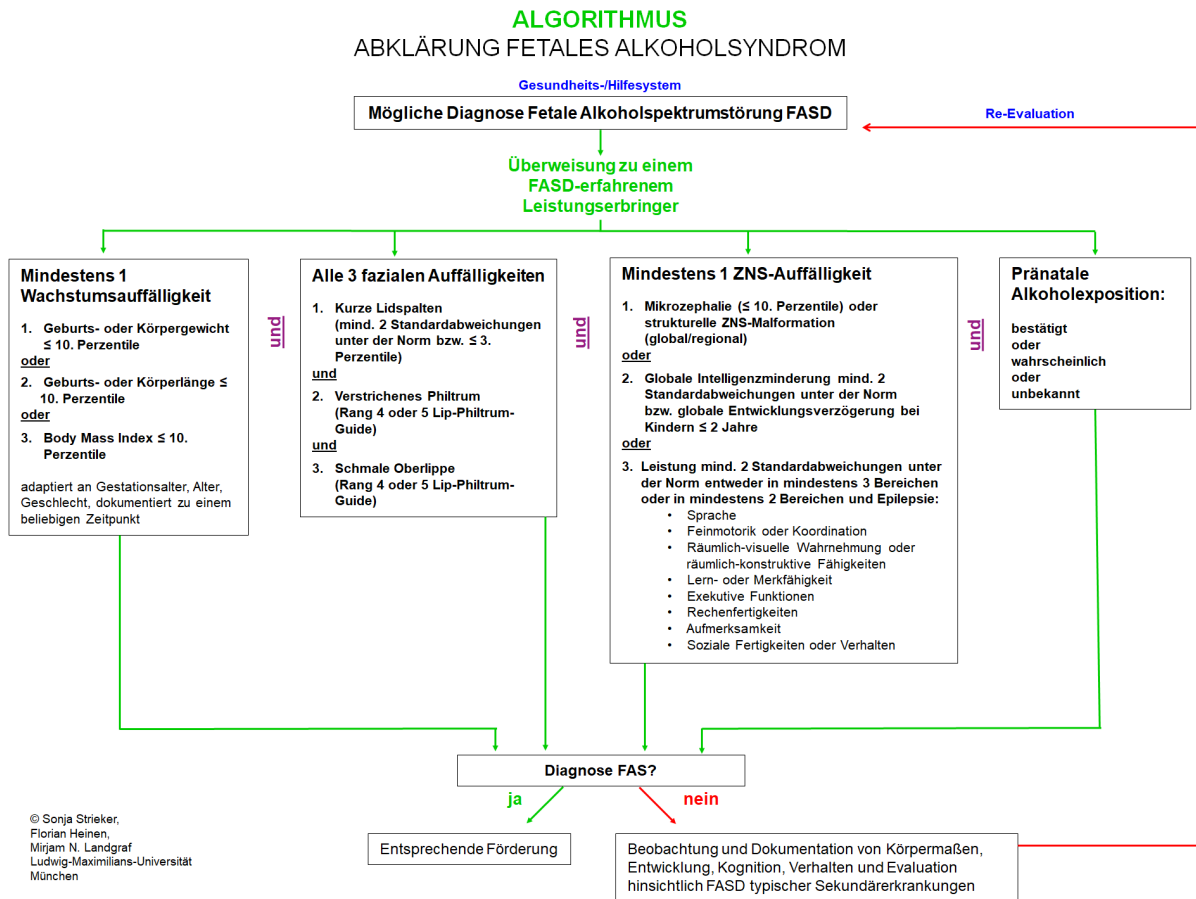 ALGORITHMUS
ABKLÄRUNG FETALES ALKOHOLSYNDROM
Gesundheits-/Hilfesystem
Mögliche Diagnose Fetale Alkoholspektrumstörung FASD
Re-Evaluation
Überweisung zu einem
FASD-erfahrenem
Leistungserbringer
Mindestens 1
Wachstumsauffälligkeit
1. Geburts- oder Körpergewicht
≤ 10. Perzentile
oder
2. Geburts- oder Körperlänge ≤
10. Perzentile
oder
3. Body Mass Index ≤ 10.
Perzentile
adaptiert an Gestationsalter, Alter,
Geschlecht, dokumentiert zu einem
beliebigen Zeitpunkt
und
Alle 3 fazialen Auffälligkeiten
1. Kurze Lidspalten
(mind. 2 Standardabweichungen
unter der Norm bzw. ≤ 3.
Perzentile)
und
2. Verstrichenes Philtrum
(Rang 4 oder 5 Lip-Philtrum-
Guide)
und
3. Schmale Oberlippe
(Rang 4 oder 5 Lip-Philtrum-
Guide)
und
Mindestens 1 ZNS-Auffälligkeit
1. Mikrozephalie (≤ 10. Perzentile) oder
strukturelle ZNS-Malformation
(global/regional)
oder
2. Globale Intelligenzminderung mind. 2
Standardabweichungen unter der Norm
bzw. globale Entwicklungsverzögerung bei
Kindern ≤ 2 Jahre
oder
3. Leistung mind. 2 Standardabweichungen unter
der Norm entweder in mindestens 3 Bereichen
oder in mindestens 2 Bereichen und Epilepsie:
• Sprache
• Feinmotorik oder Koordination
• Räumlich-visuelle Wahrnehmung oder
räumlich-konstruktive Fähigkeiten
• Lern- oder Merkfähigkeit
• Exekutive Funktionen
• Rechenfertigkeiten
• Aufmerksamkeit
• Soziale Fertigkeiten oder Verhalten
und
Pränatale
Alkoholexposition:
bestätigt
oder
wahrscheinlich
oder
unbekannt
Diagnose FAS?
ja
nein
Entsprechende Förderung
Beobachtung und Dokumentation von Körpermaßen,
Entwicklung, Kognition, Verhalten und Evaluation
hinsichtlich FASD typischer Sekundärerkrankungen
© Sonja Strieker,
Florian Heinen,
Mirjam N. Landgraf
Ludwig-Maximilians-Universität
München